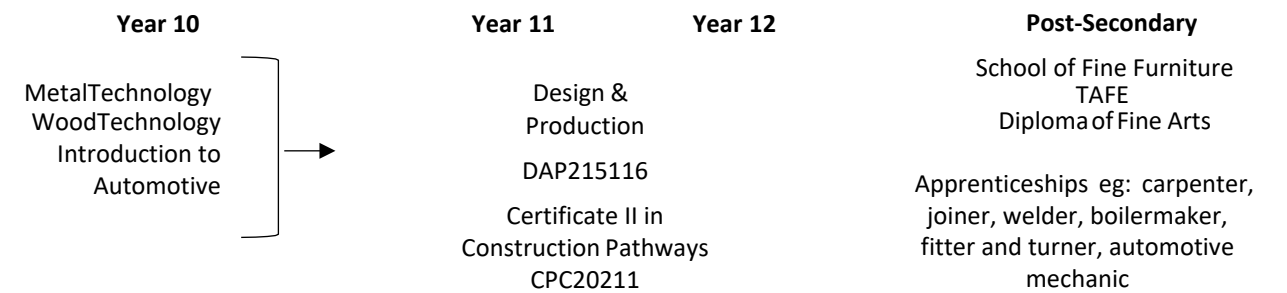 Year 10
Year 11
Year 12
Post-Secondary
MetalTechnology
WoodTechnology
Introduction to
Automotive
Design &
Production
DAP215116
Certificate II in
Construction Pathways
CPC20211
School of Fine Furniture
TAFE
Diploma of Fine Arts
Apprenticeships eg: carpenter,
joiner, welder, boilermaker,
fitter and turner, automotive
mechanic